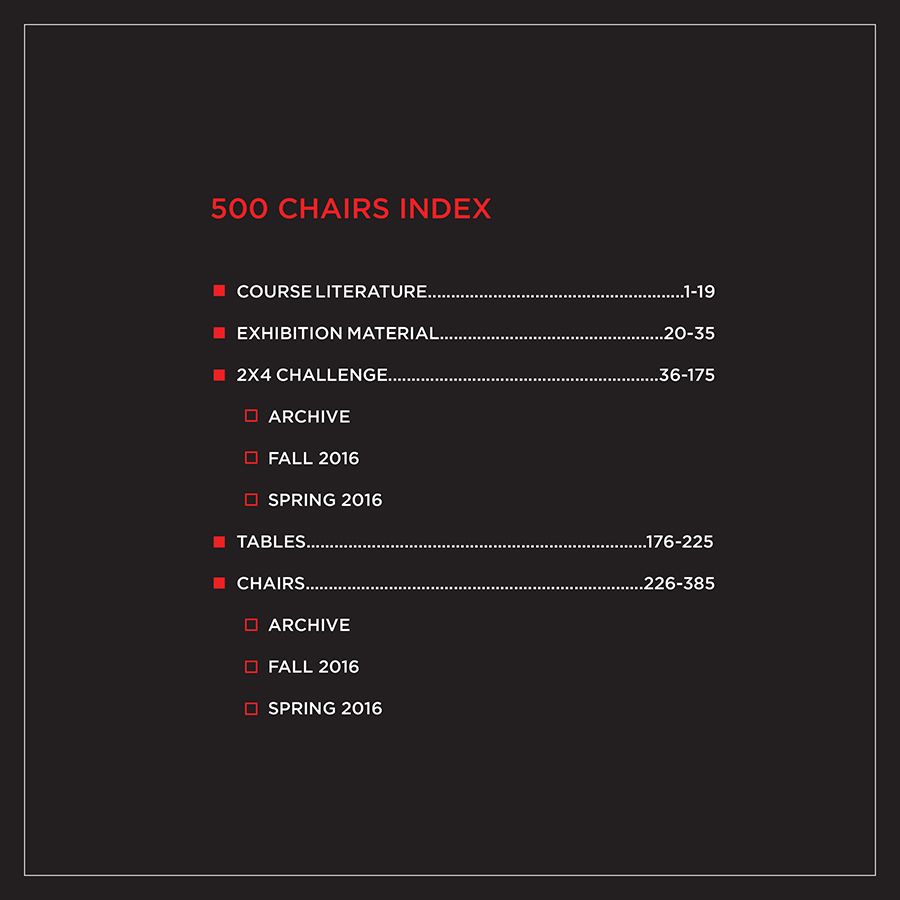 500 CHAIRS INDEX
COURSE LITERATURE.......................................................1-19
EXHIBITION MATERIAL................................................20-35
2X4 CHALLENGE..........................................................36-175
ARCHIVE
FALL 2016
SPRING 2016
TABLES.........................................................................176-225
CHAIRS........................................................................226-385
ARCHIVE
FALL 2016
SPRING 2016